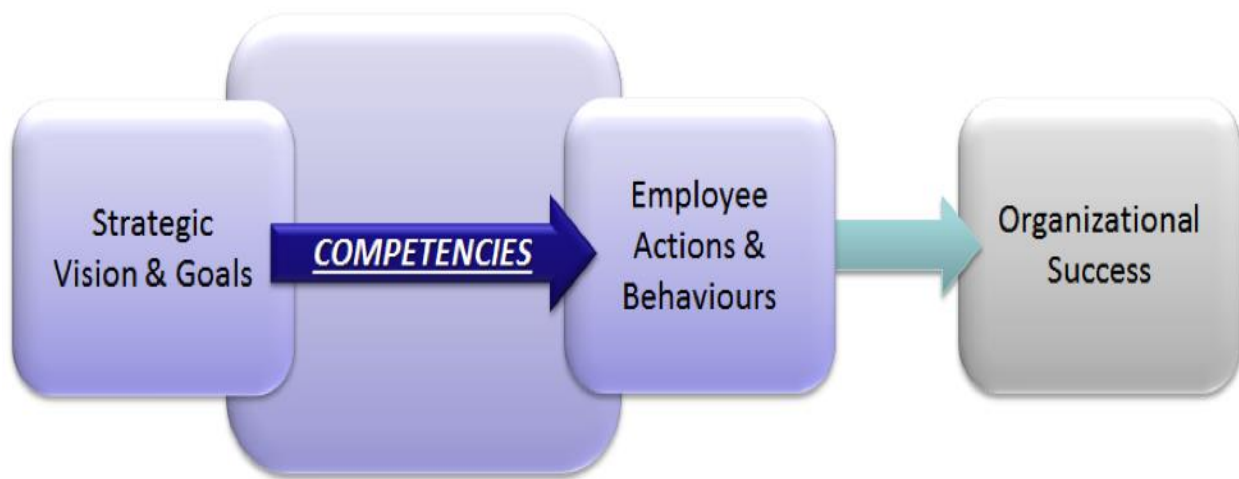 Strategic
Vision & Goals
COMPETENCIES
Employee
Actions &
Behaviours
Organizational
Success